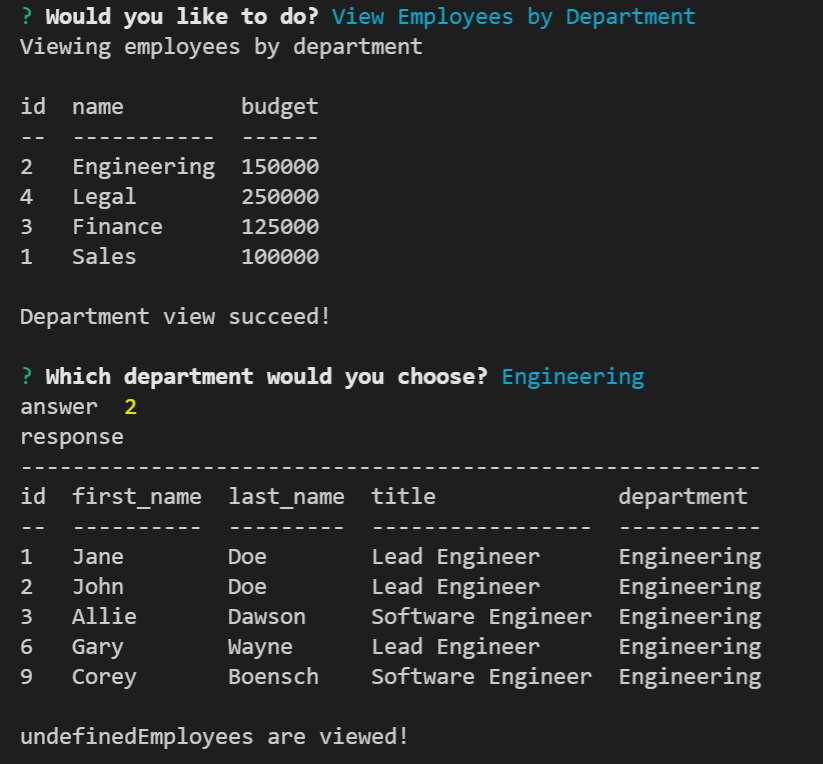 ? Would you like to do? View Employees by Department
Viewing employees by department
id  name         budget
--  -----------  ------
2   Engineering  150000
4   Legal        250000
3   Finance      125000
1   Sales        100000
Department view succeed!
? Which department would you choose? Engineering
answer  2
response
---------------------------------------------------------
id  first_name  last_name  title              department
--  ----------  ---------  -----------------  -----------
1   Jane        Doe        Lead Engineer      Engineering
2   John        Doe        Lead Engineer      Engineering
3   Allie       Dawson     Software Engineer  Engineering
6   Gary        Wayne      Lead Engineer      Engineering
9   Corey       Boensch    Software Engineer  Engineering
undefinedEmployees are viewed!